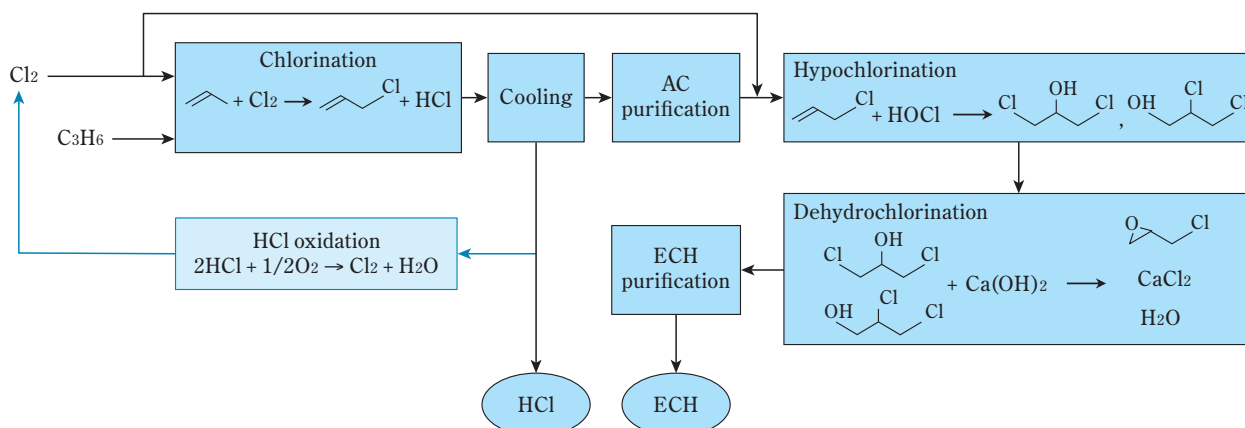 Cl2
C3H6
Chlorination
+ Cl2 → Cl + HCl
Cooling
AC
purification
Hypochlorination
Cl + HOCl → Cl OH Cl , OH Cl Cl
HCl oxidation
2HCl + 1/2O2 → Cl2 + H2O
ECH
purification
Dehydrochlorination
Cl OH Cl
OH Cl Cl
+ Ca(OH)2 →
O Cl
CaCl2
H2O
HCl
ECH